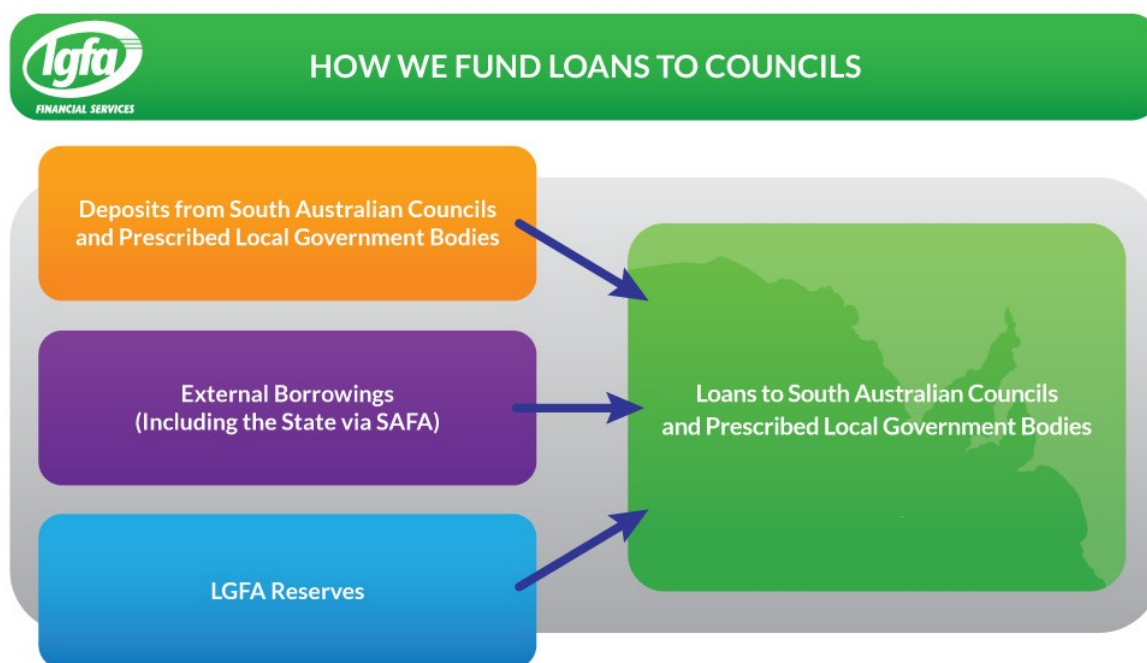 lgfa
FINANCIAL SERVICES
HOW WE FUND LOANS TO COUNCILS
Deposits from South Australian Councils
and Prescribed Local Government Bodies
External Borrowings
(Including the State via SAFA)
LGFA Reserves
Loans to South Australian Councils
and Prescribed Local Government Bodies